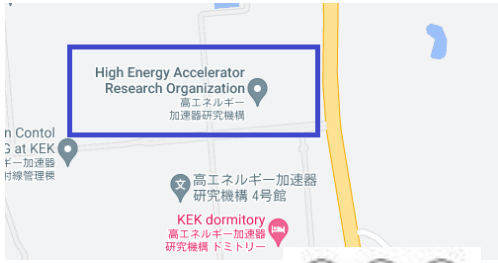 High Energy Accelerator
Research Organization
高エネルギー
加速器研究機構
n Contol
G at KEK
ギー加速器
射線管理棟
文
高エネルギー加速器
研究機構 4号館
KEK dormitory
高エネルギー加速器
研究機構 ドミトリー